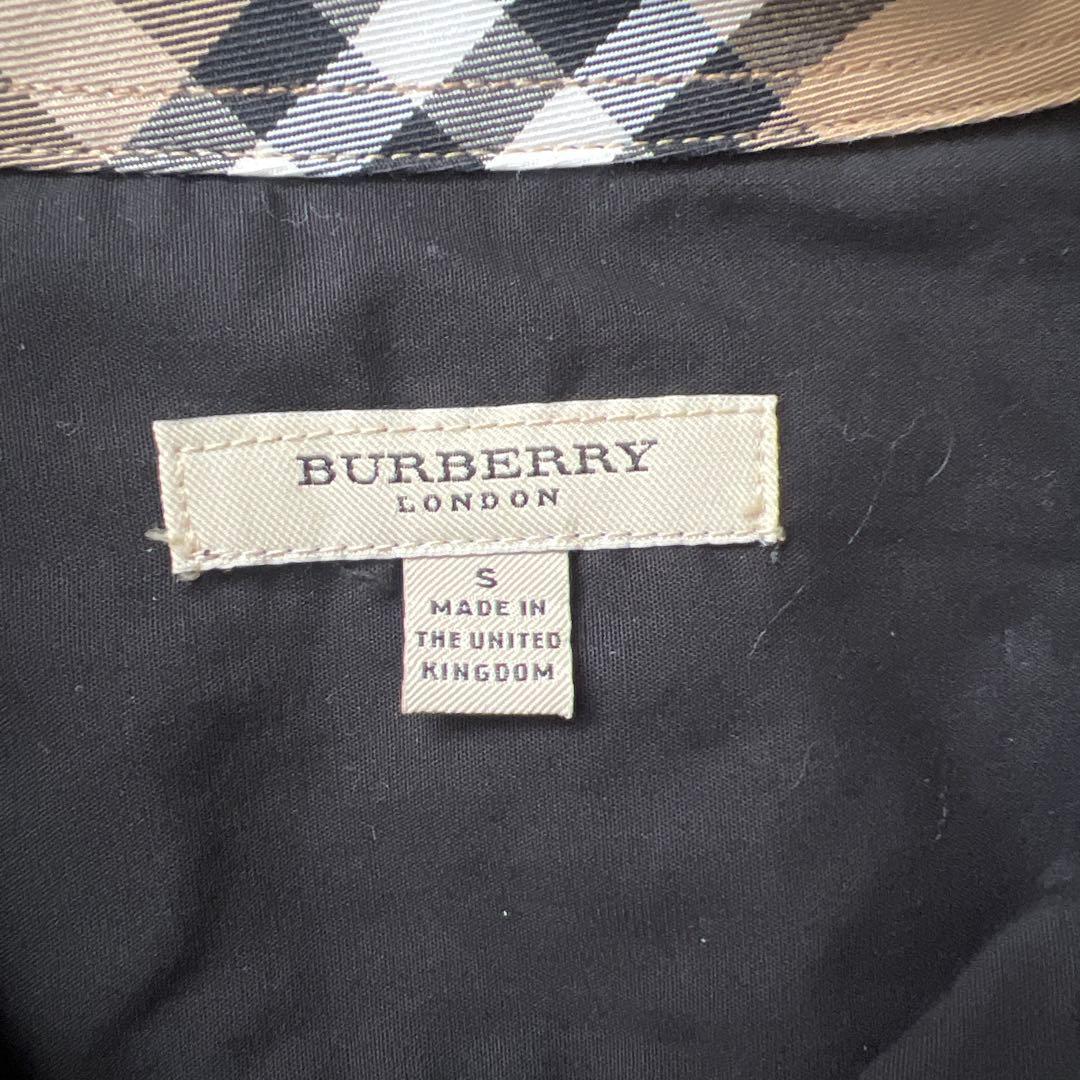 BURBERRY
LONDON
S
MADE IN
THE UNITED
KINGDOM